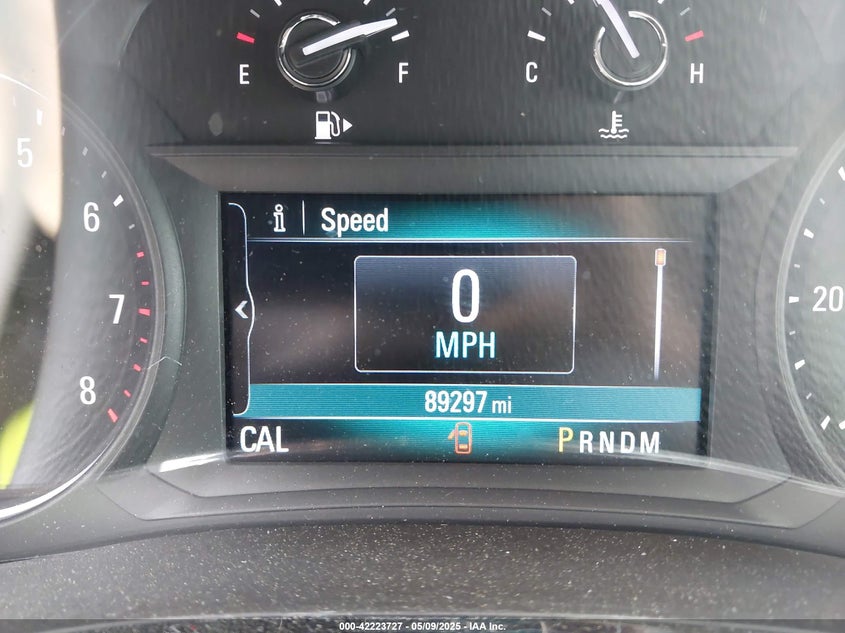 E
F
C
H
5
6
7
8
20
i
Speed
<
0
MPH
89297 mi
CAL
PRNDM
000-42223727 - 05/09/2025 - IAA Inc.